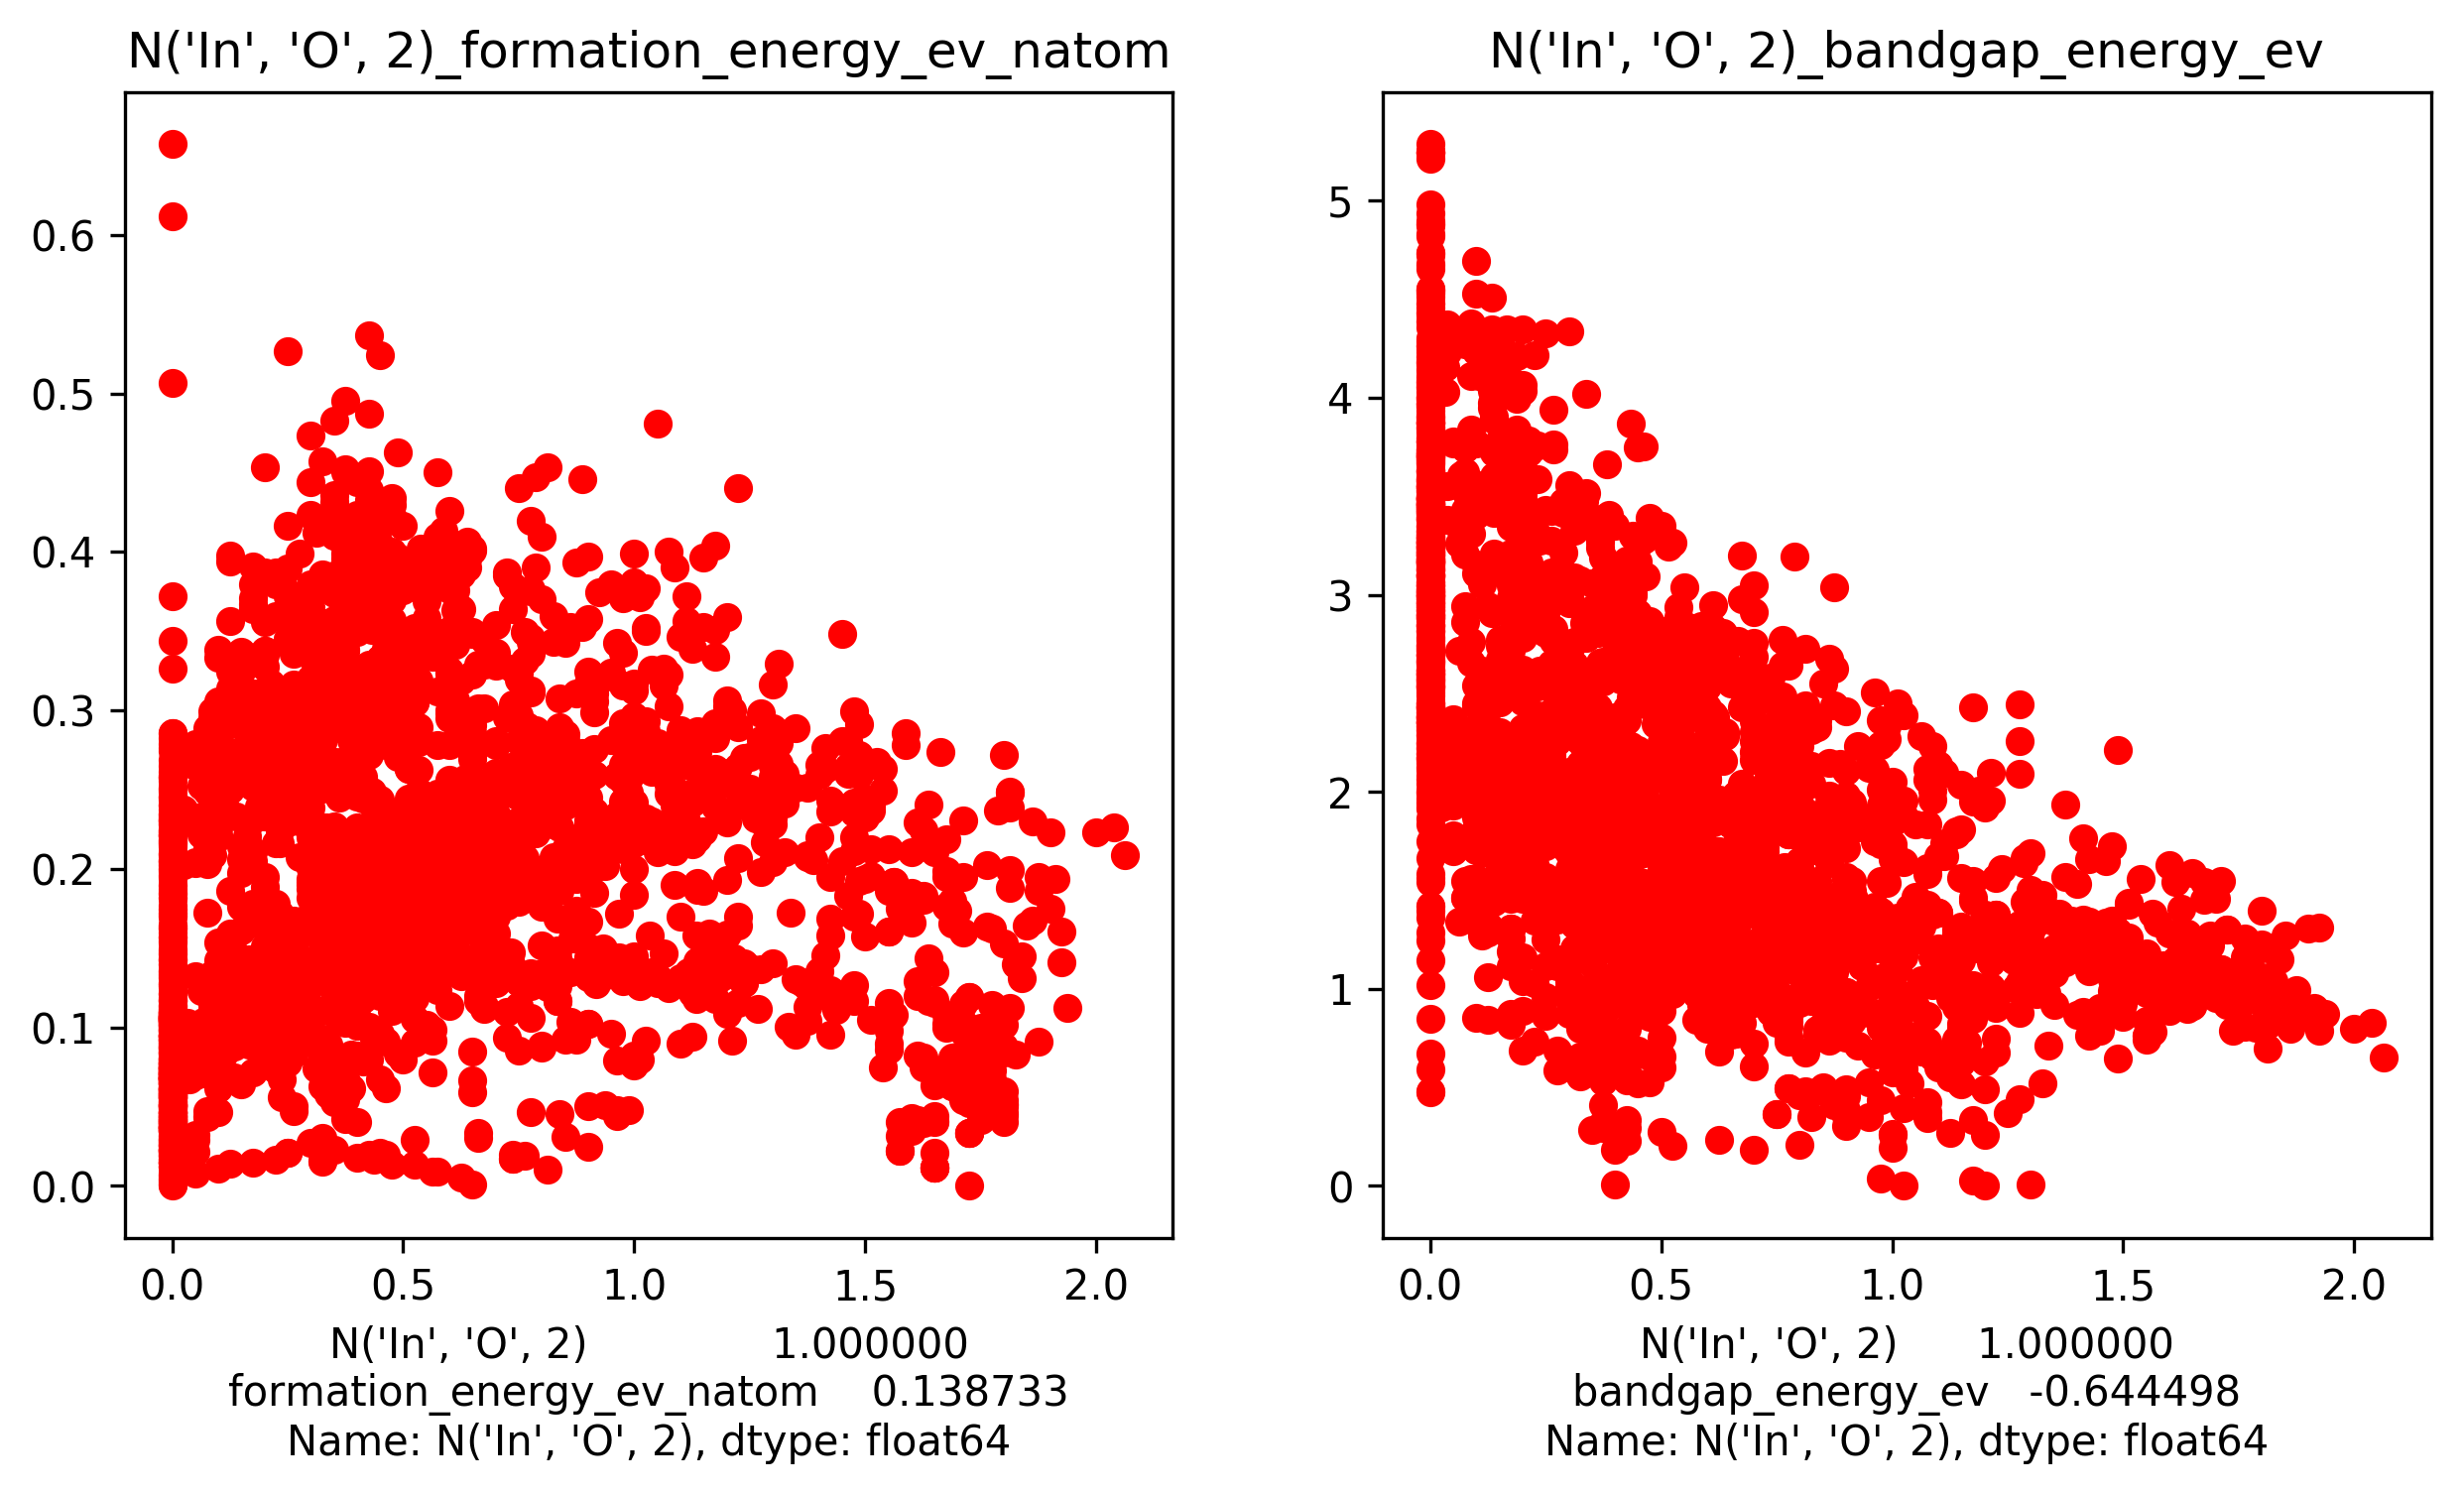 N('In', 'O', 2)_formation_energy_ev_natom
0.6
0.5
0.4
0.3
0.2
0.1
0.0
0.0 0.5 1.0 1.5 2.0
N('In', 'O', 2) 1.000000
formation_energy_ev_natom 0.138733
Name: N('In', 'O', 2), dtype: float64
N('In', 'O', 2)_bandgap_energy_ev
5
4
3
2
1
0
0.0 0.5 1.0 1.5 2.0
N('In', 'O', 2) 1.000000
bandgap_energy_ev -0.644498
Name: N('In', 'O', 2), dtype: float64